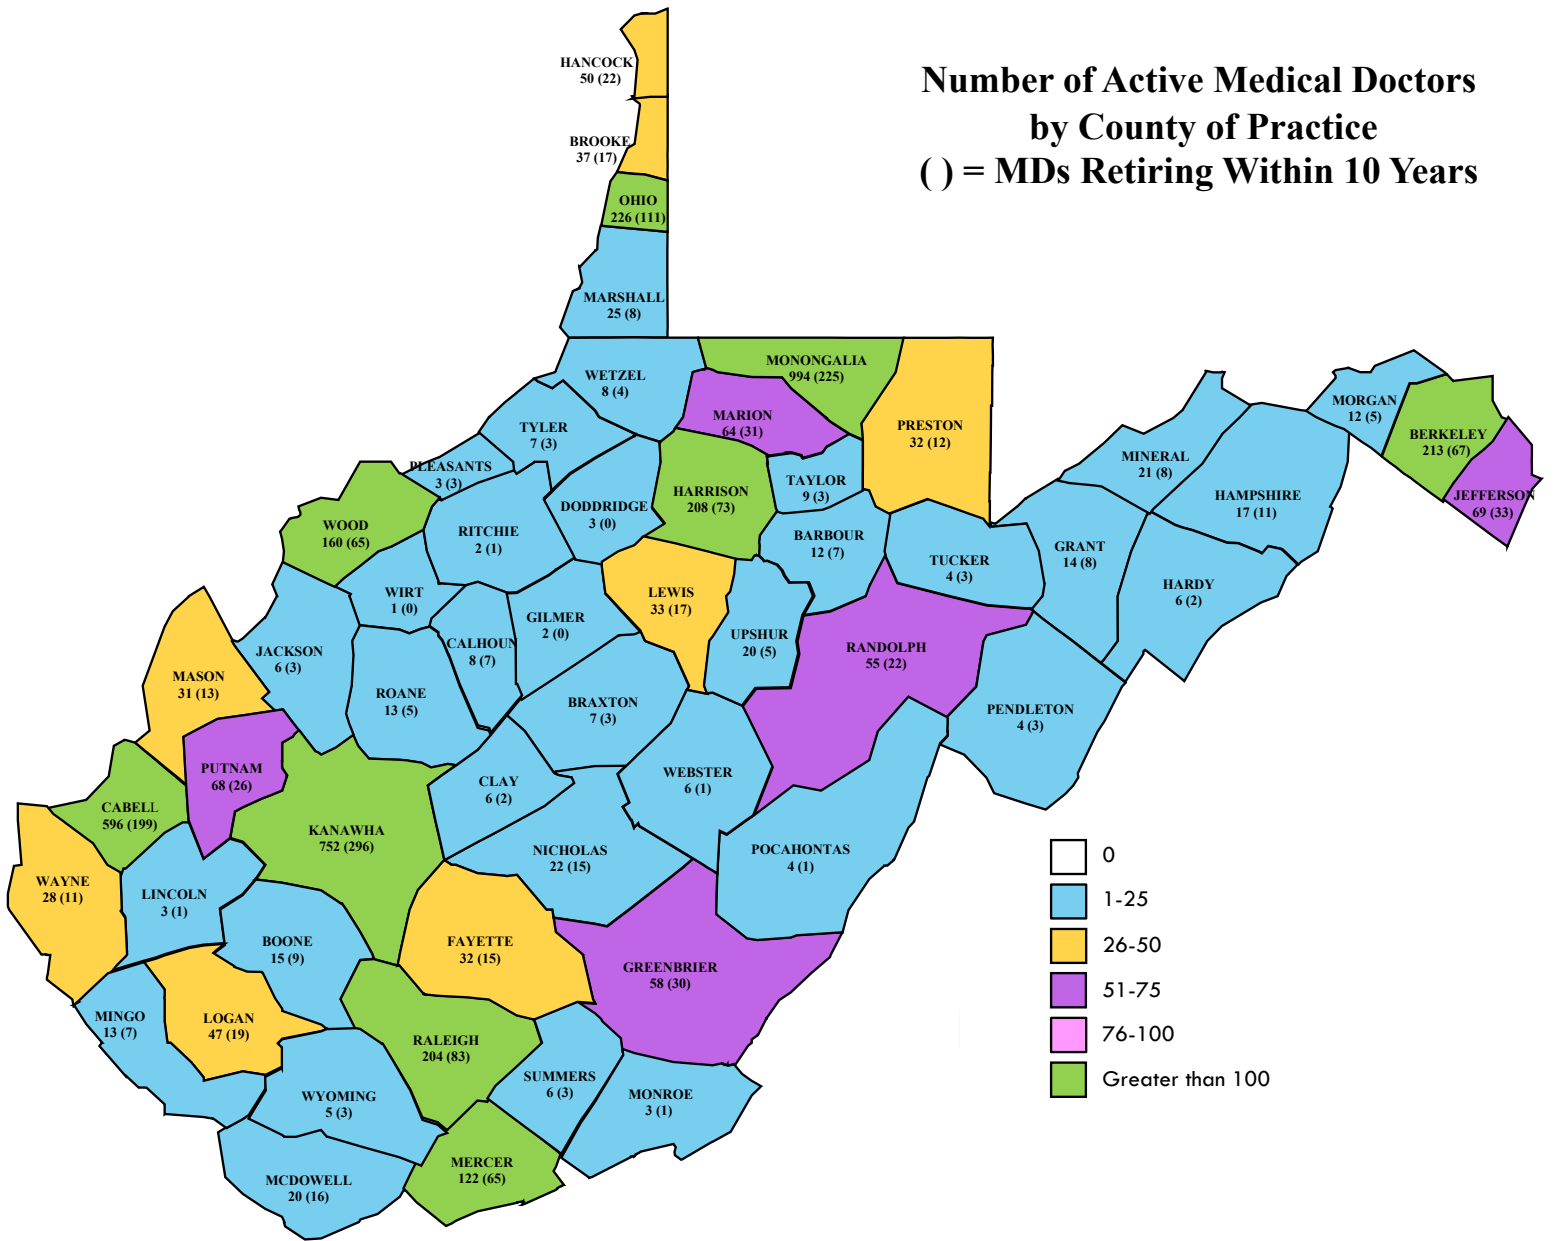 Number of Active Medical Doctors
by County of Practice
( ) = MDs Retiring Within 10 Years
HANCOCK
50 (22)
BROOKE
37 (17)
OHIO
226 (111)
MARSHALL
25 (8)
WETZEL
8 (4)
MONONGALIA
994 (225)
MARION
64 (31)
PRESTON
32 (12)
TYLER
7 (3)
PLEASANTS
3 (3)
TAYLOR
9 (3)
MINERAL
21 (8)
HAMPSHIRE
17 (11)
MORGAN
12 (5)
BERKELEY
213 (67)
JEFFERSON
69 (33)
WOOD
160 (65)
RITCHIE
2 (1)
DODDRIDGE
3 (0)
HARRISON
208 (73)
BARBOUR
12 (7)
TUCKER
4 (3)
GRANT
14 (8)
HARDY
6 (2)
WIRT
1 (0)
CALHOUN
8 (7)
GILMER
2 (0)
LEWIS
33 (17)
UPSHUR
20 (5)
RANDOLPH
55 (22)
PENDLETON
4 (3)
JACKSON
6 (3)
MASON
31 (13)
ROANE
13 (5)
BRAXTON
7 (3)
WEBSTER
6 (1)
PUTNAM
68 (26)
CLAY
6 (2)
CABELL
596 (199)
KANAWHA
752 (296)
NICHOLAS
22 (15)
POCAHONTAS
4 (1)
WAYNE
28 (11)
LINCOLN
3 (1)
BOONE
15 (9)
FAYETTE
32 (15)
GREENBRIER
58 (30)
MINGO
13 (7)
LOGAN
47 (19)
RALEIGH
204 (83)
SUMMERS
6 (3)
MONROE
3 (1)
WYOMING
5 (3)
MERCER
122 (65)
MCDOWELL
20 (16)
0
1-25
26-50
51-75
76-100
Greater than 100